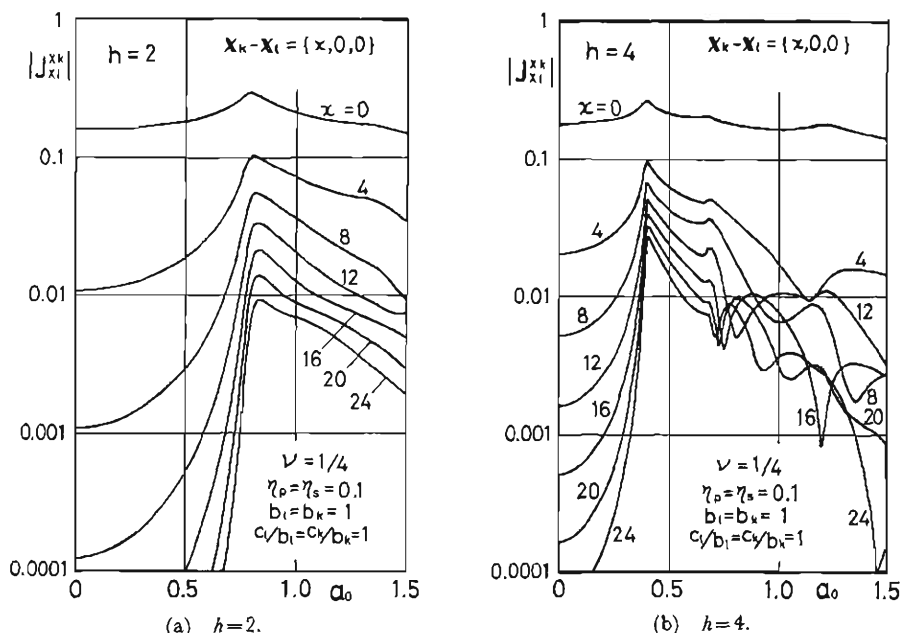 1
|J_{xl}^{xk}|
h=2
X_k-X_l={x,0,0}
x=0
0.1
4
8
12
0.01
16
20
24
0.001
ν=1/4
η_p=η_s=0.1
b_l=b_k=1
c_l/b_l=c_k/b_k=1
0.0001
0
0.5
1.0
a_0
1.5
(a) h=2.
1
|J_{xl}^{xk}|
h=4
X_k-X_l={x,0,0}
x=0
0.1
4
4
0.01
8
12
12
8
16
16
20
0.001
20
24
24
ν=1/4
η_p=η_s=0.1
b_l=b_k=1
c_l/b_l=c_k/b_k=1
0.0001
0
0.5
1.0
a_0
1.5
(b) h=4.